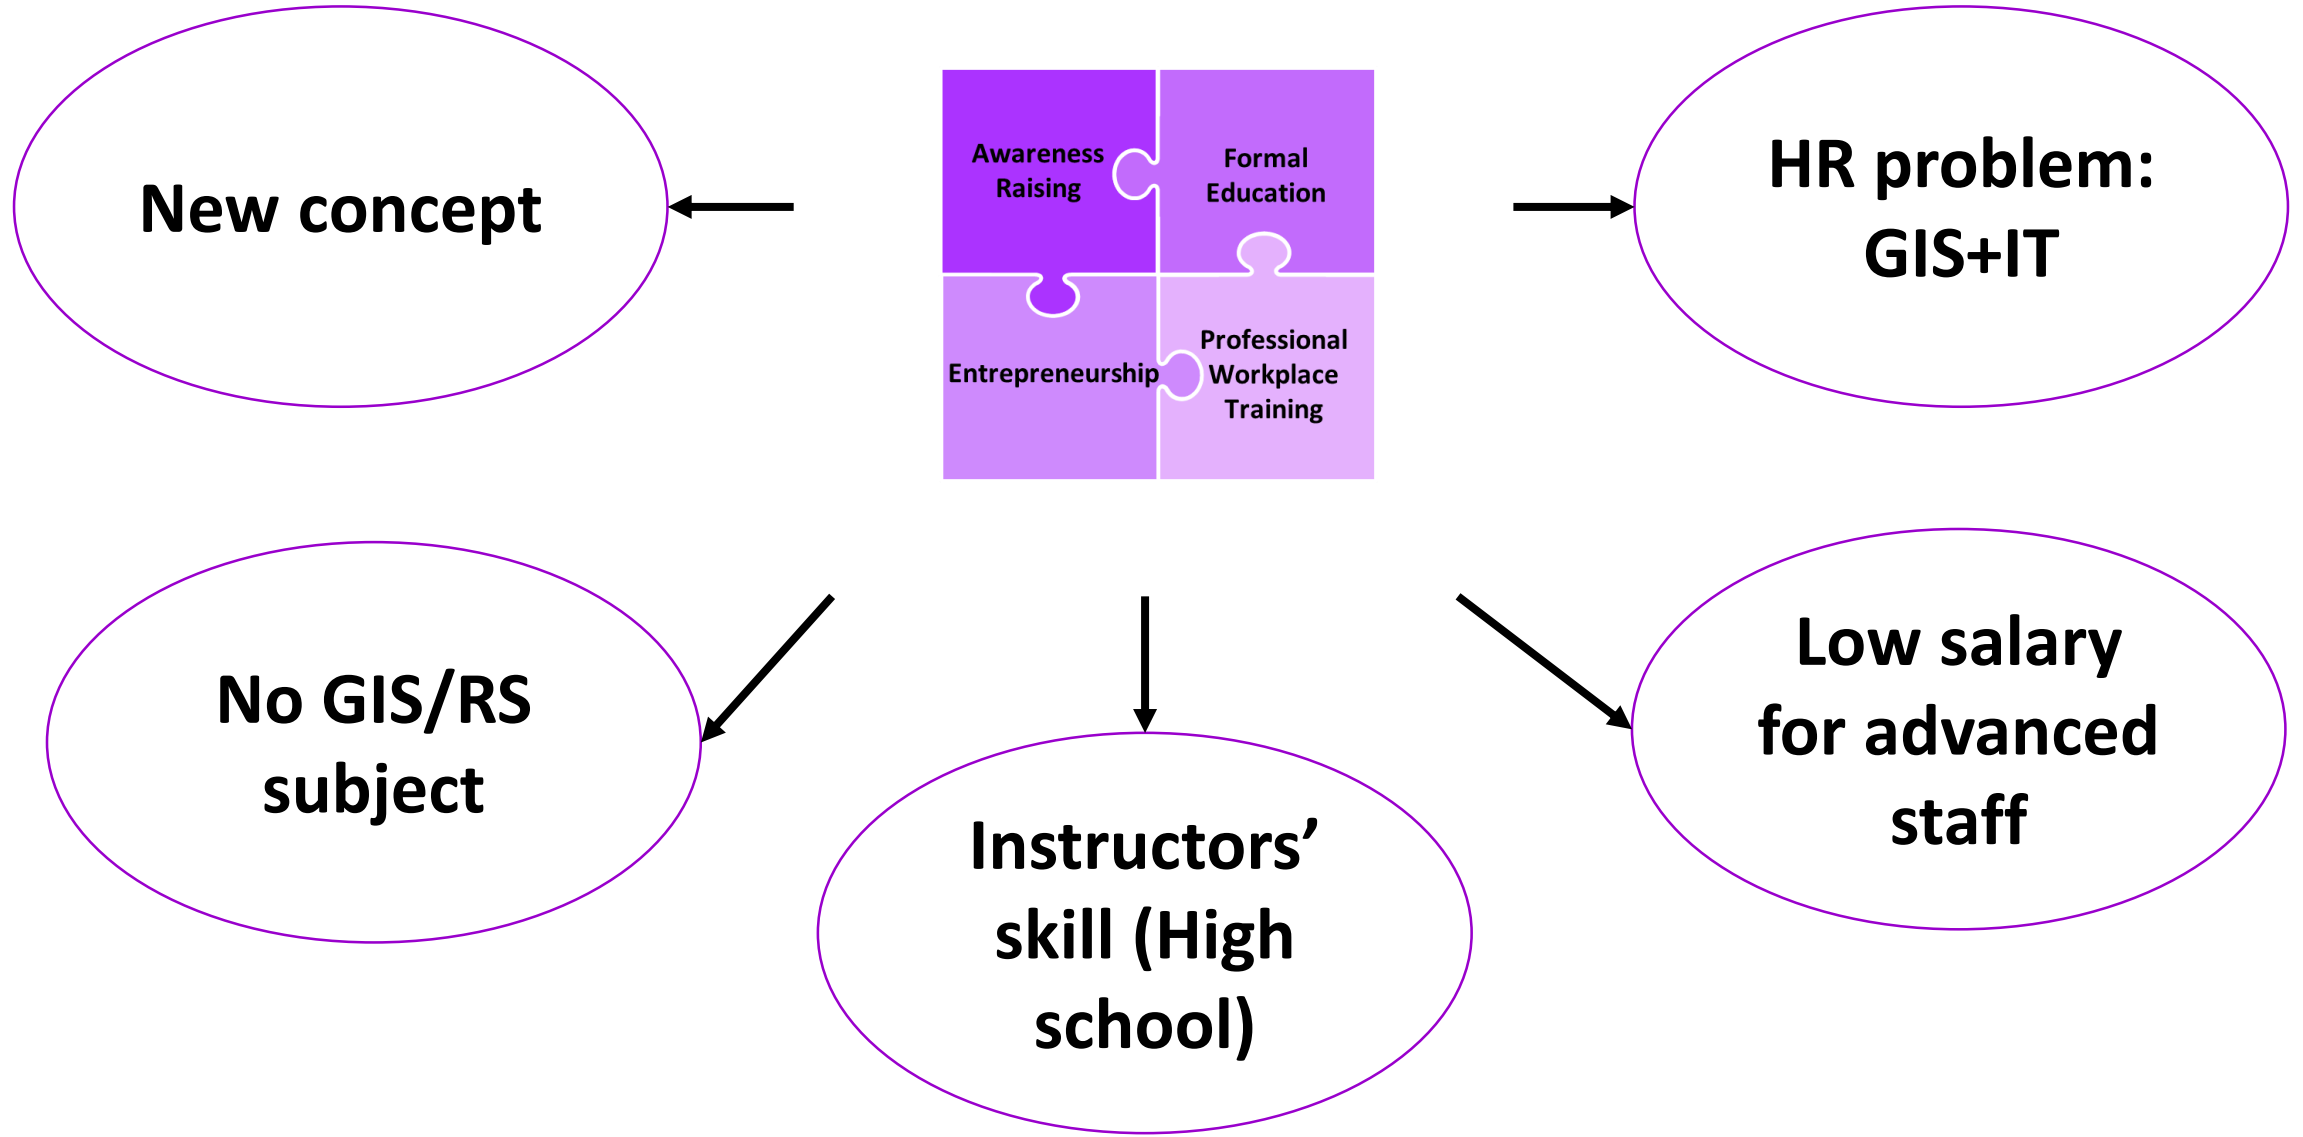 New concept
Awareness
Raising
Formal
Education
Entrepreneurship
Professional
Workplace
Training
HR problem:
GIS+IT
No GIS/RS
subject
Instructors’
skill (High
school)
Low salary
for advanced
staff